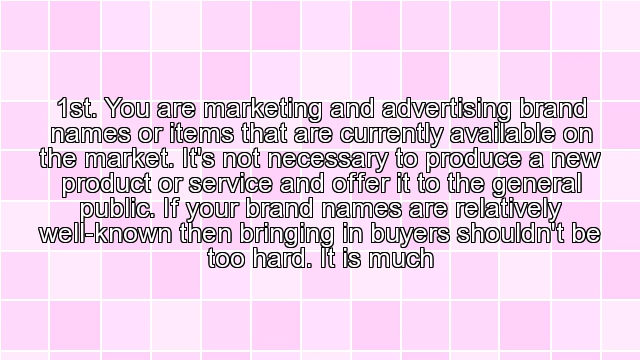 1st. You are marketing and advertising brand
names or items that are currently available on
the market. It's not necessary to produce a new
product or service and offer it to the general
public. If your brand names are relatively
well-known then bringing in buyers shouldn't be
too hard. It is much